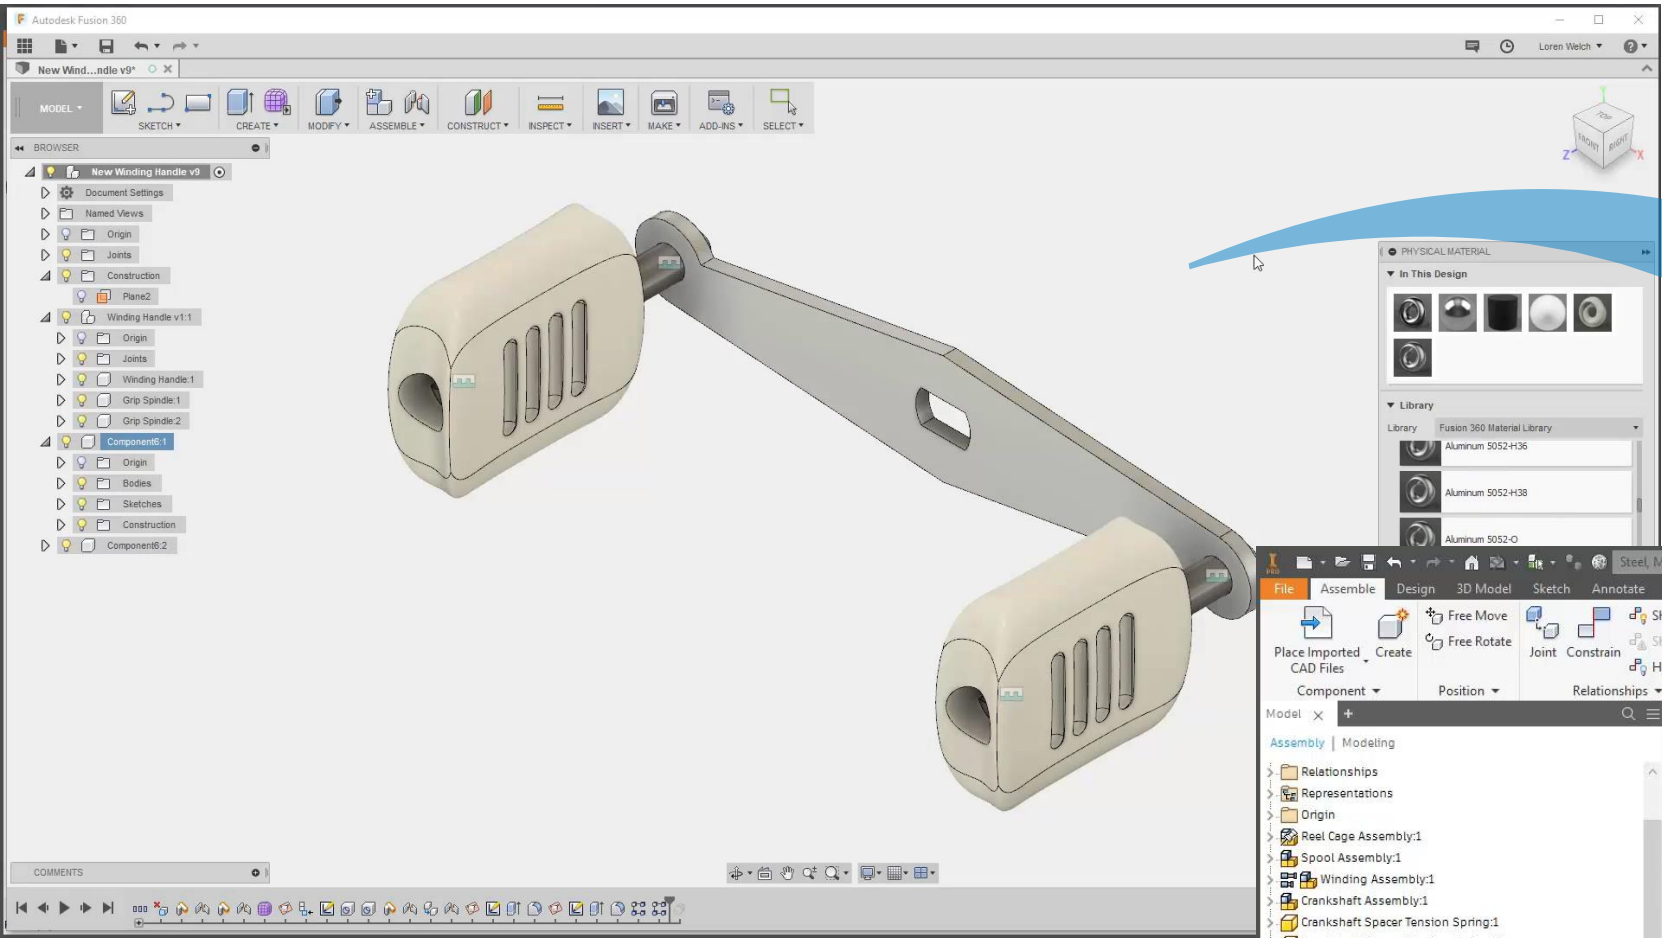 Autodesk Fusion 360
Loren Welch
New Wind...ndle v9*
MODEL
SKETCH
CREATE
MODIFY
ASSEMBLE
CONSTRUCT
INSPECT
INSERT
MAKE
ADD-INS
SELECT
Y
TOP
FRONT
RIGHT
Z
X
BROWSER
New Winding Handle v9
Document Settings
Named Views
Origin
Joints
Construction
Plane2
Winding Handle v1:1
Origin
Joints
Winding Handle:1
Grip Spindle:1
Grip Spindle:2
Component6:1
Origin
Bodies
Sketches
Construction
Component6:2
PHYSICAL MATERIAL
In This Design
Library
Library Fusion 360 Material Library
Aluminum 5052-H36
Aluminum 5052-H38
Aluminum 5052-O
PRO
Steel, M
File Assemble Design 3D Model Sketch Annotate
Place Imported
CAD Files
Create
Free Move
Free Rotate
Joint
Constrain
Component
Position
Relationships
Model
Assembly | Modeling
Relationships
Representations
Origin
Reel Cage Assembly:1
Spool Assembly:1
Winding Assembly:1
Crankshaft Assembly:1
Crankshaft Spacer Tension Spring:1
COMMENTS